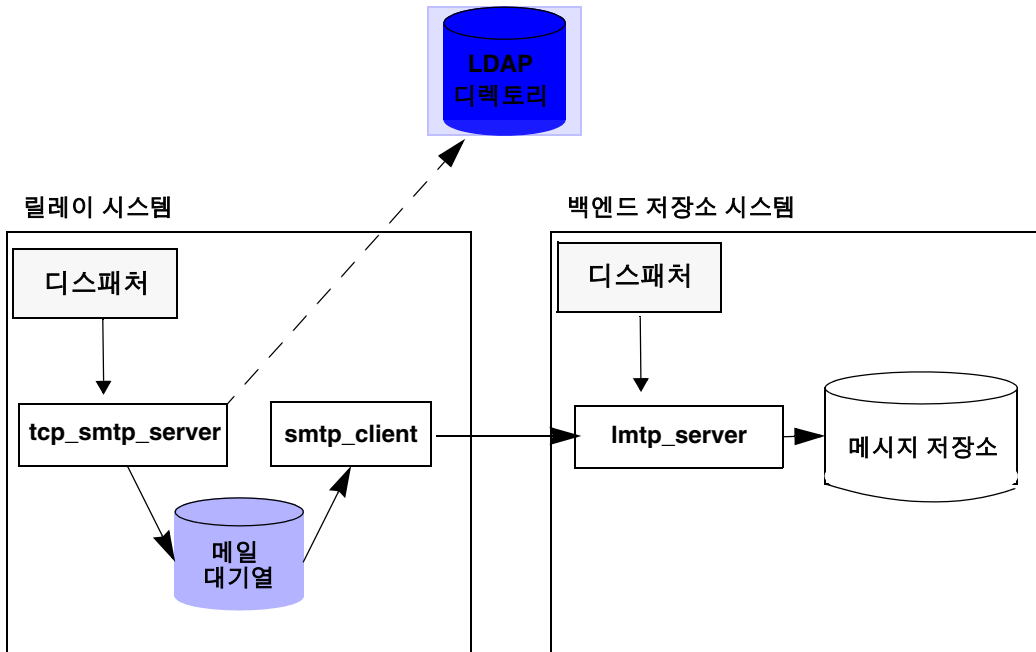 LDAP
디렉토리
릴레이 시스템
백엔드 저장소 시스템
디스패처
디스패처
tcp_smtp_server
smtp_client
lmtp_server
메시지 저장소
메일
대기열